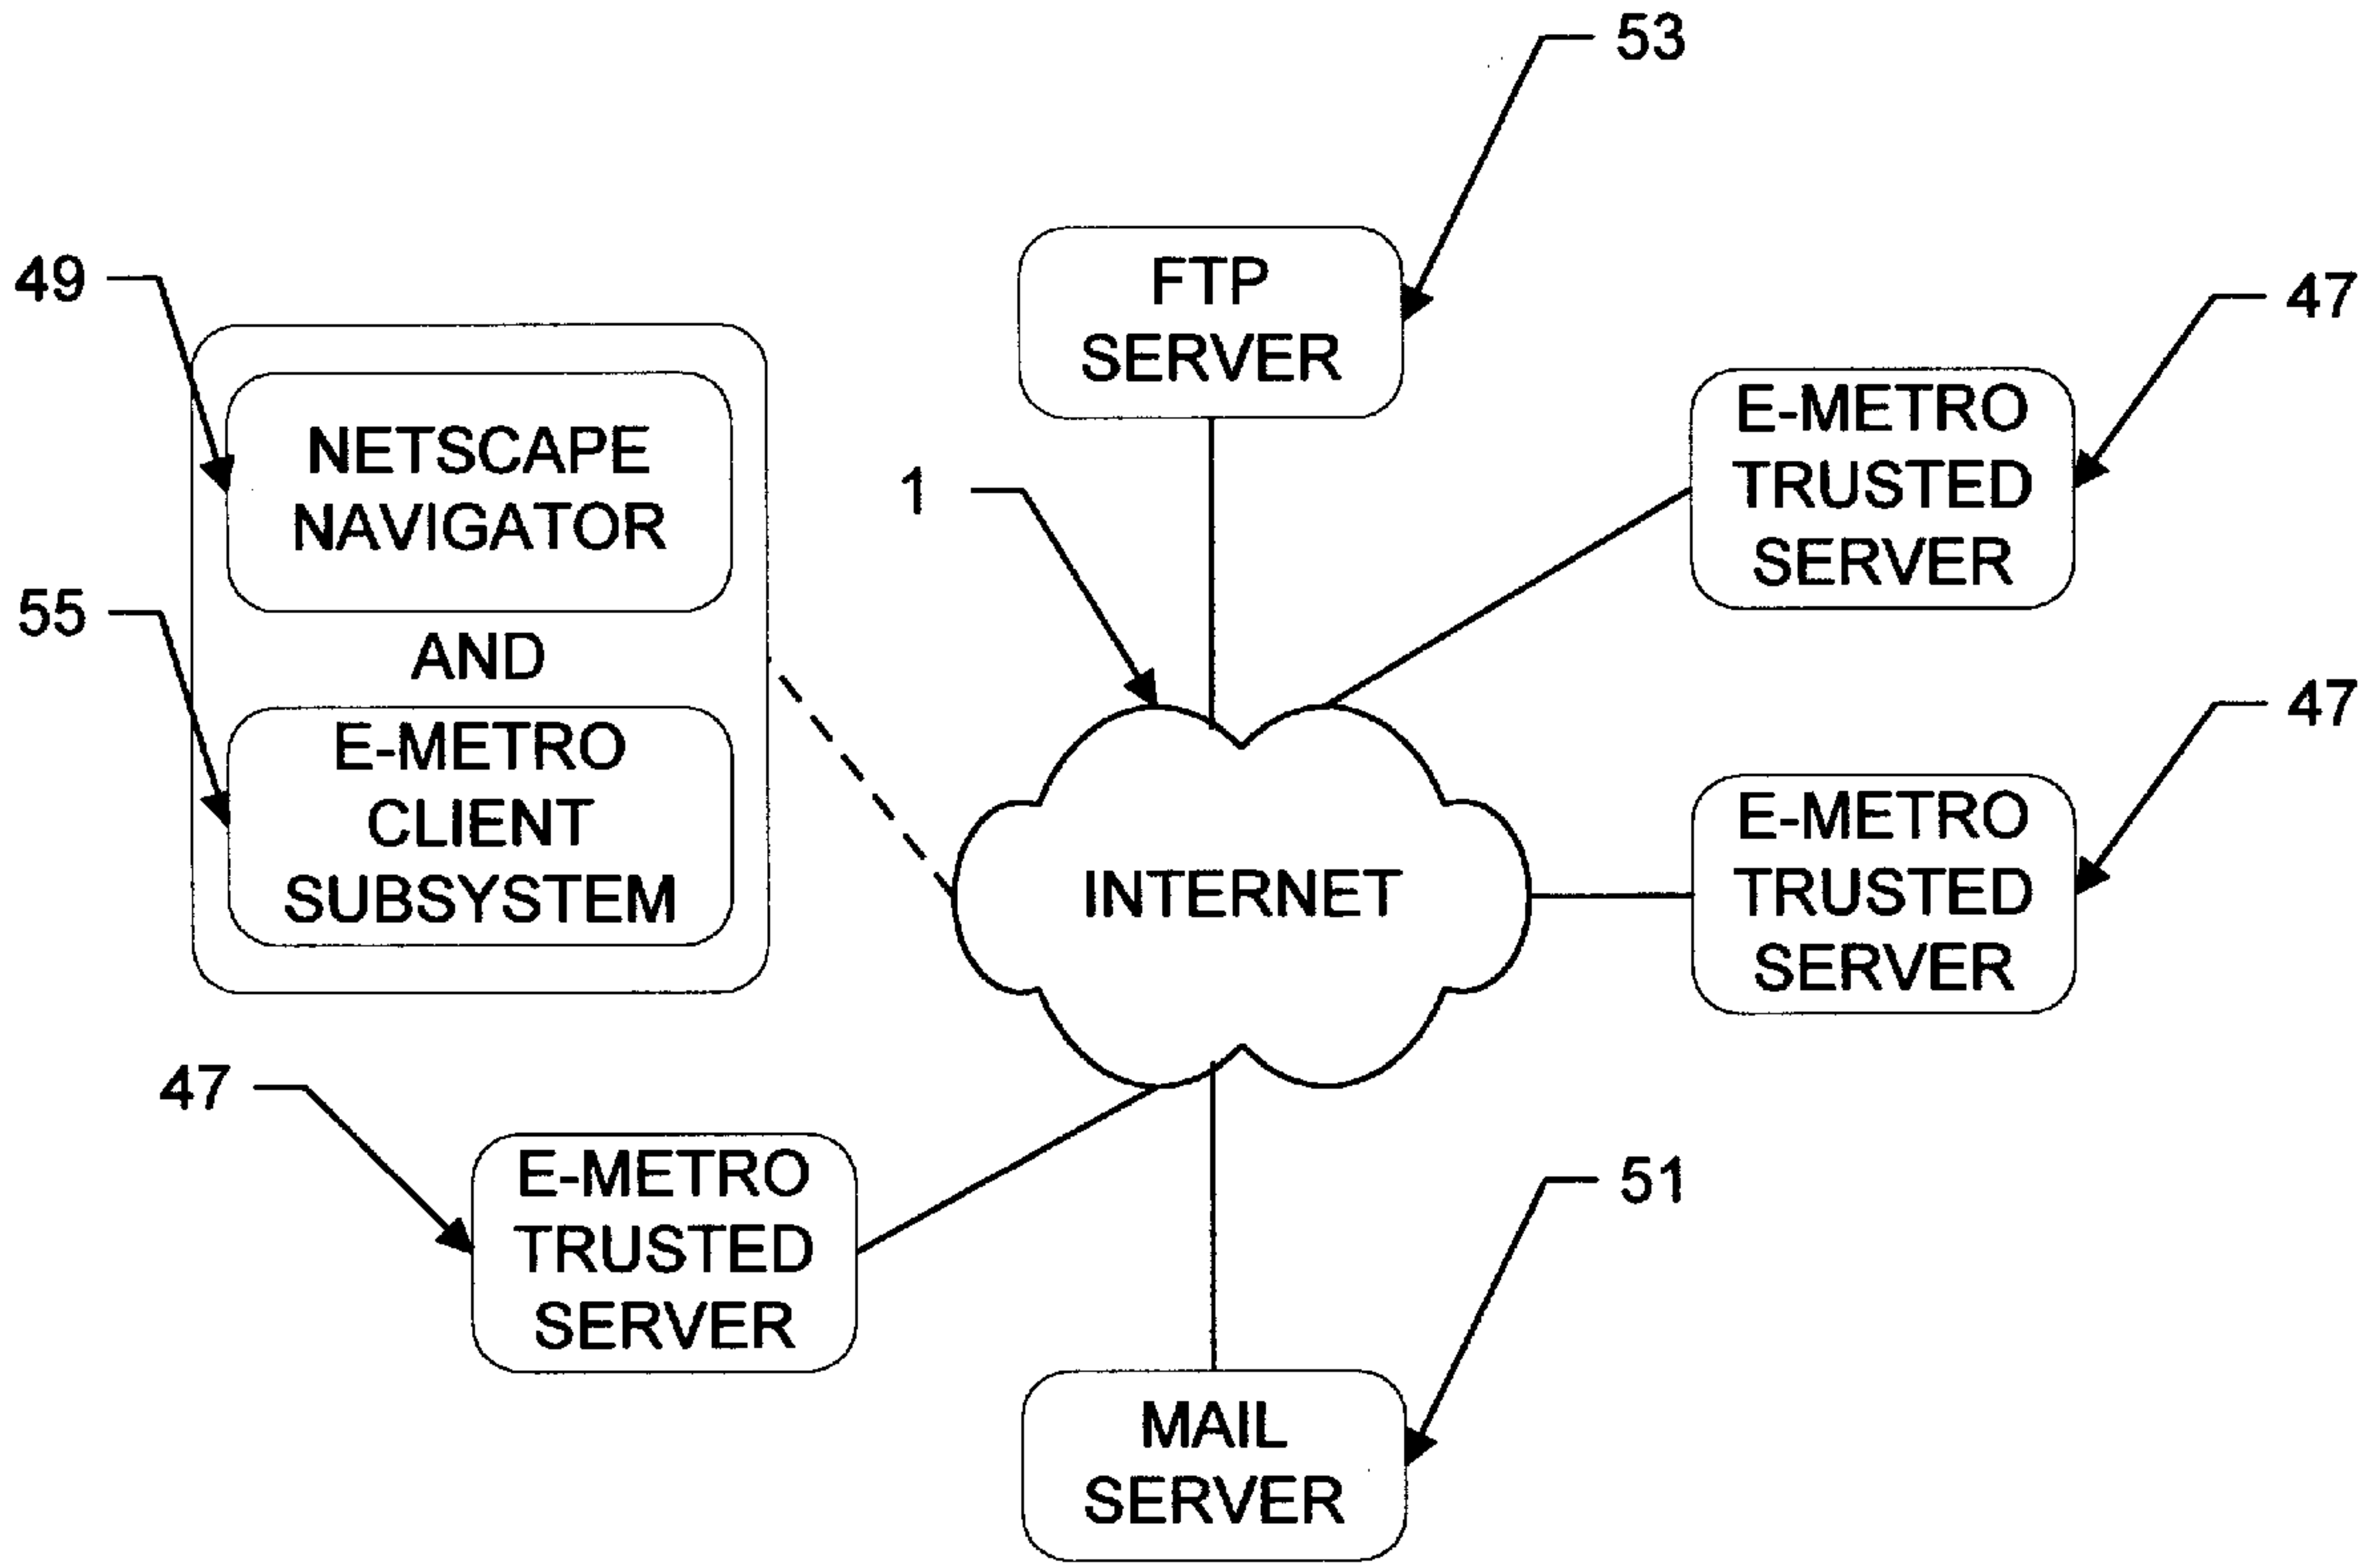 53
FTP
SERVER
49
47
NETSCAPE
NAVIGATOR
E-METRO
TRUSTED
SERVER
1
55
AND
E-METRO
CLIENT
SUBSYSTEM
47
E-METRO
TRUSTED
SERVER
INTERNET
47
E-METRO
TRUSTED
SERVER
51
MAIL
SERVER